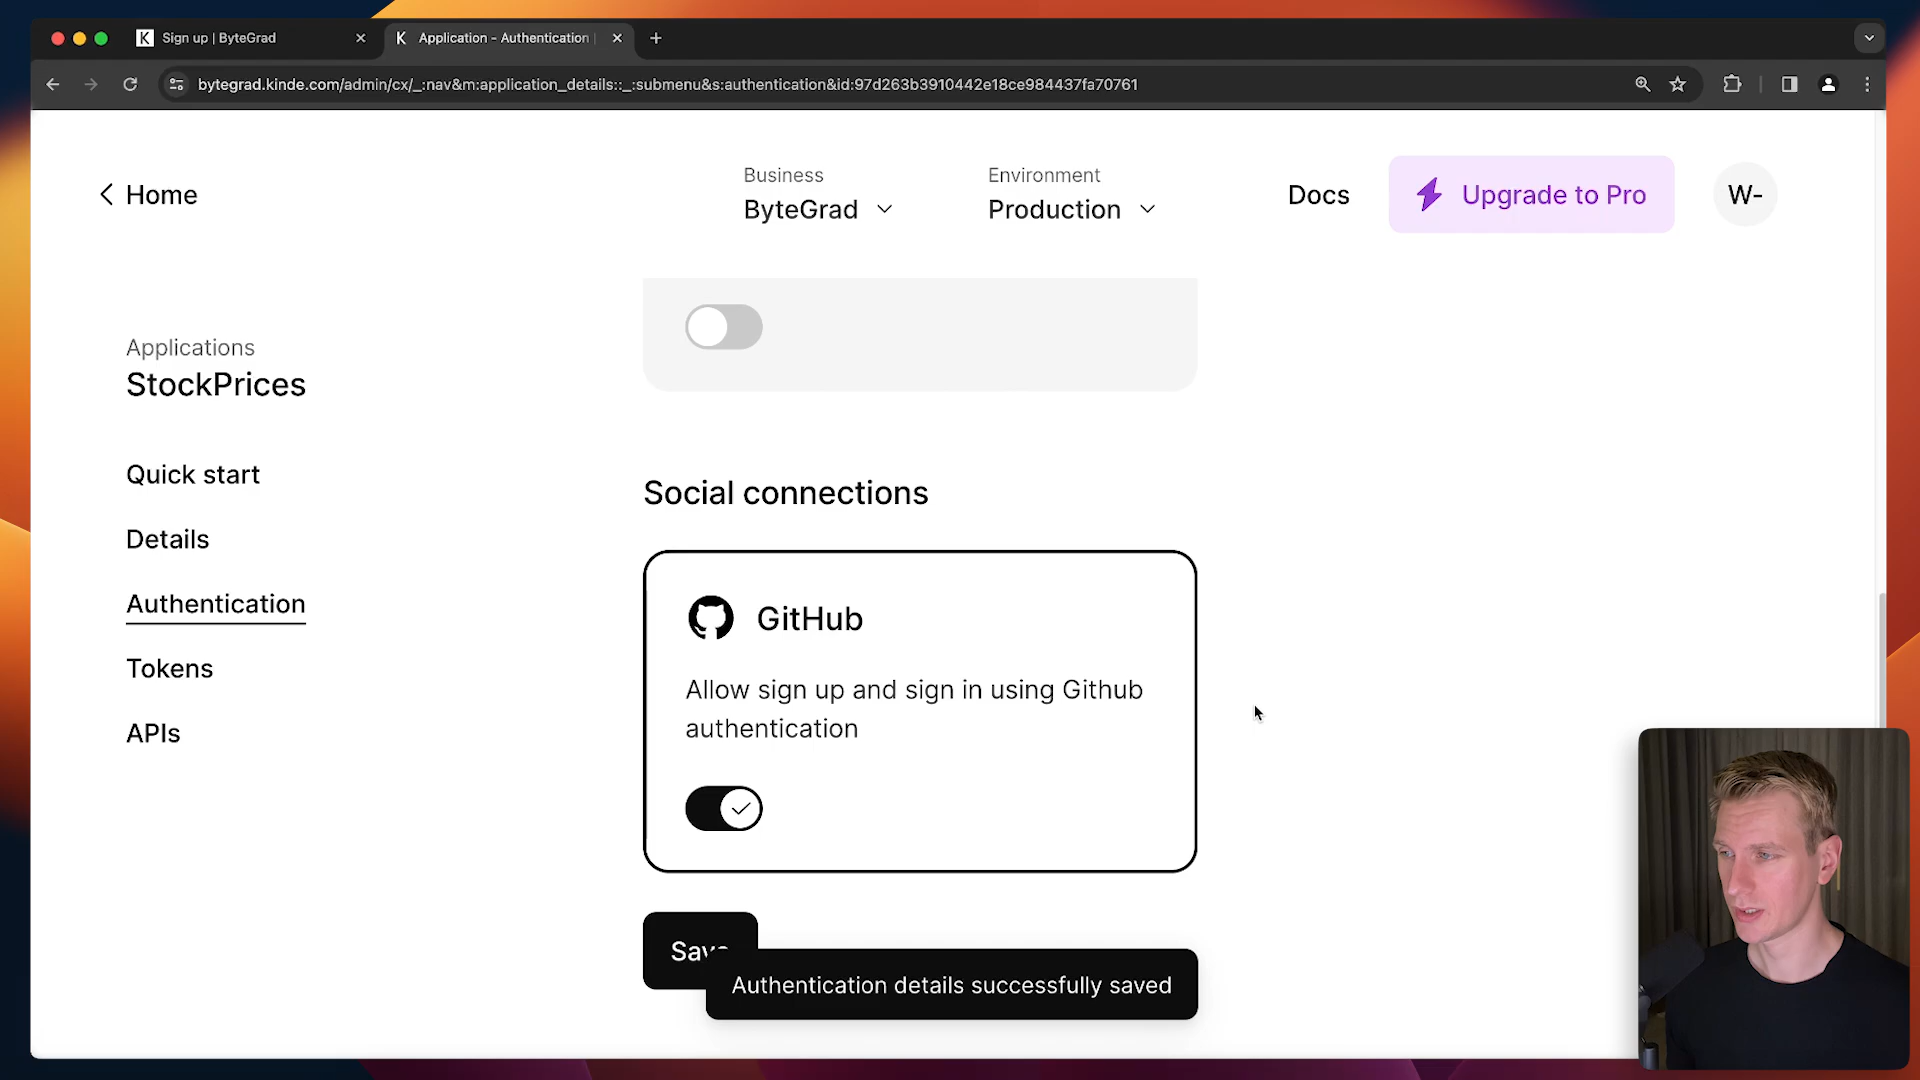 Sign up | ByteGrad
Application - Authentication
bytegrad.kinde.com/admin/cx/_:nav&m:application_details::_:submenu&s:authentication&id:97d263b3910442e18ce984437fa70761
Home
Business
ByteGrad
Environment
Production
Docs
Upgrade to Pro
W-
Applications
StockPrices
Quick start
Details
Authentication
Tokens
APIs
Social connections
GitHub
Allow sign up and sign in using Github
authentication
Save
Authentication details successfully saved